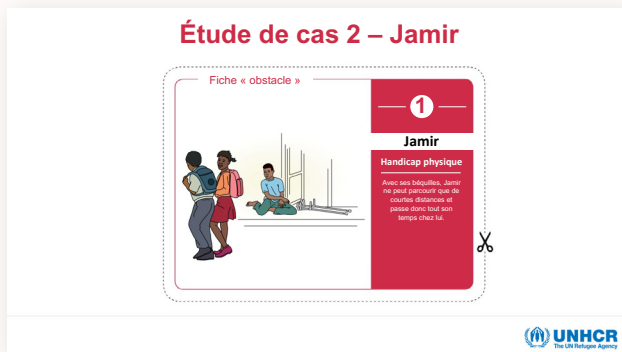 Étude de cas 2 – Jamir
Fiche « obstacle »
1
Jamir
Handicap physique
Avec ses béquilles, Jamir
ne peut parcourir que de
courtes distances et
passe donc tout son
temps chez lui.
UNHCR
The UN Refugee Agency